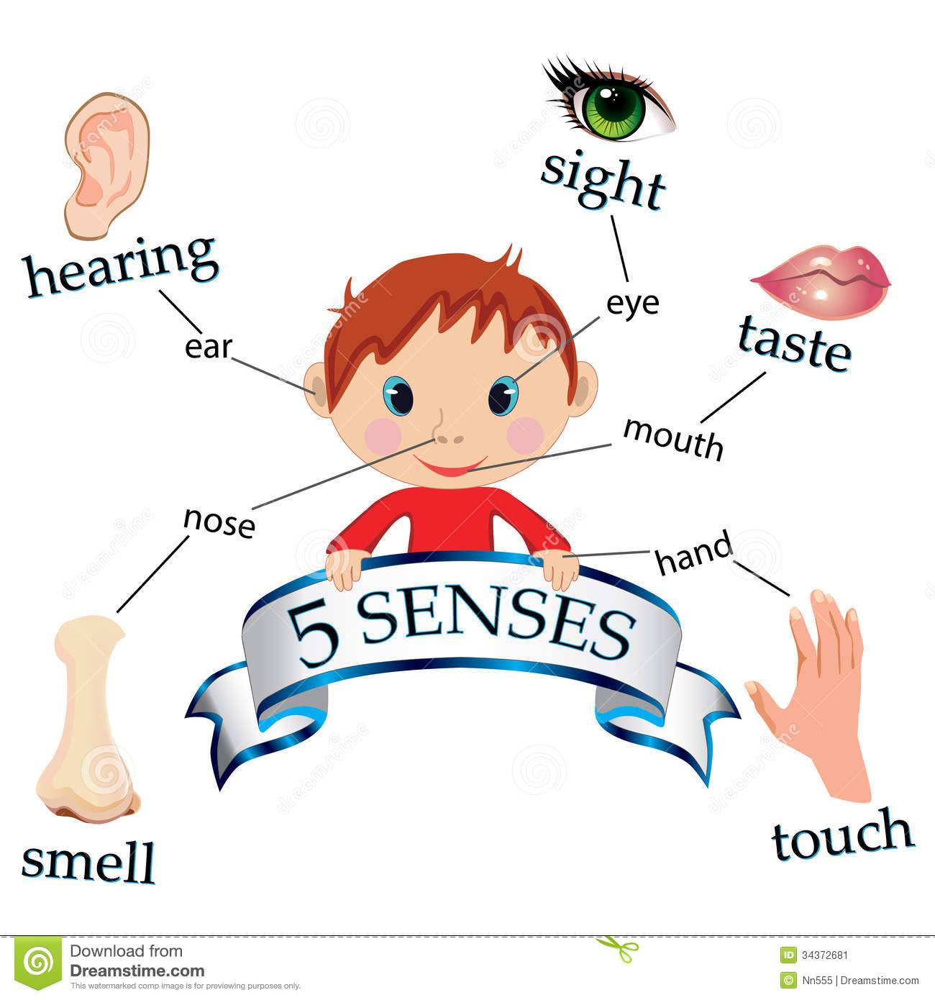 sight
hearing
eye
taste
ear
mouth
nose
hand
5 SENSES
touch
smell
Download from
Dreamstime.com
This watermarked comp image is for previewing purposes only.
ID 34372681
© Nn555 | Dreamstime.com
dreamstime